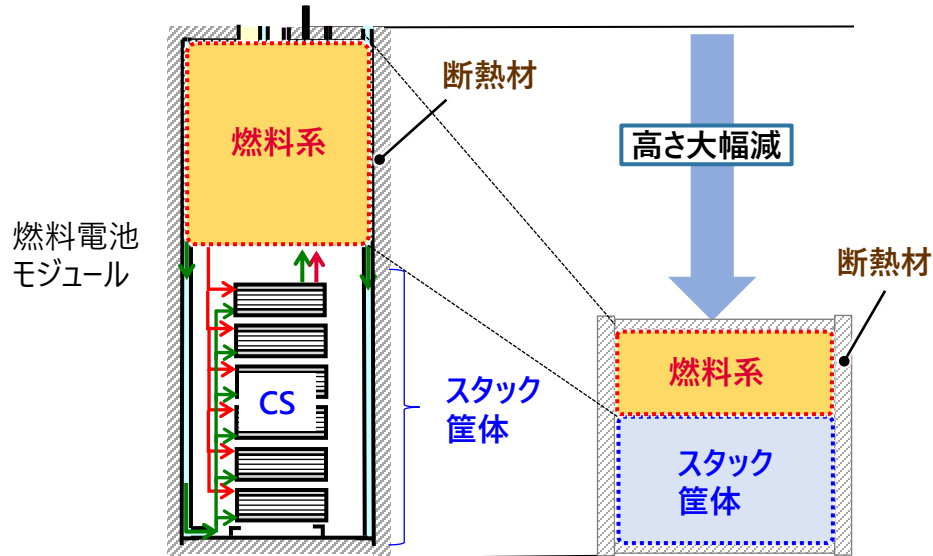 断熱材
燃料系
高さ大幅減
燃料電池
モジュール
断熱材
燃料系
CS
スタック
筐体
スタック
筐体